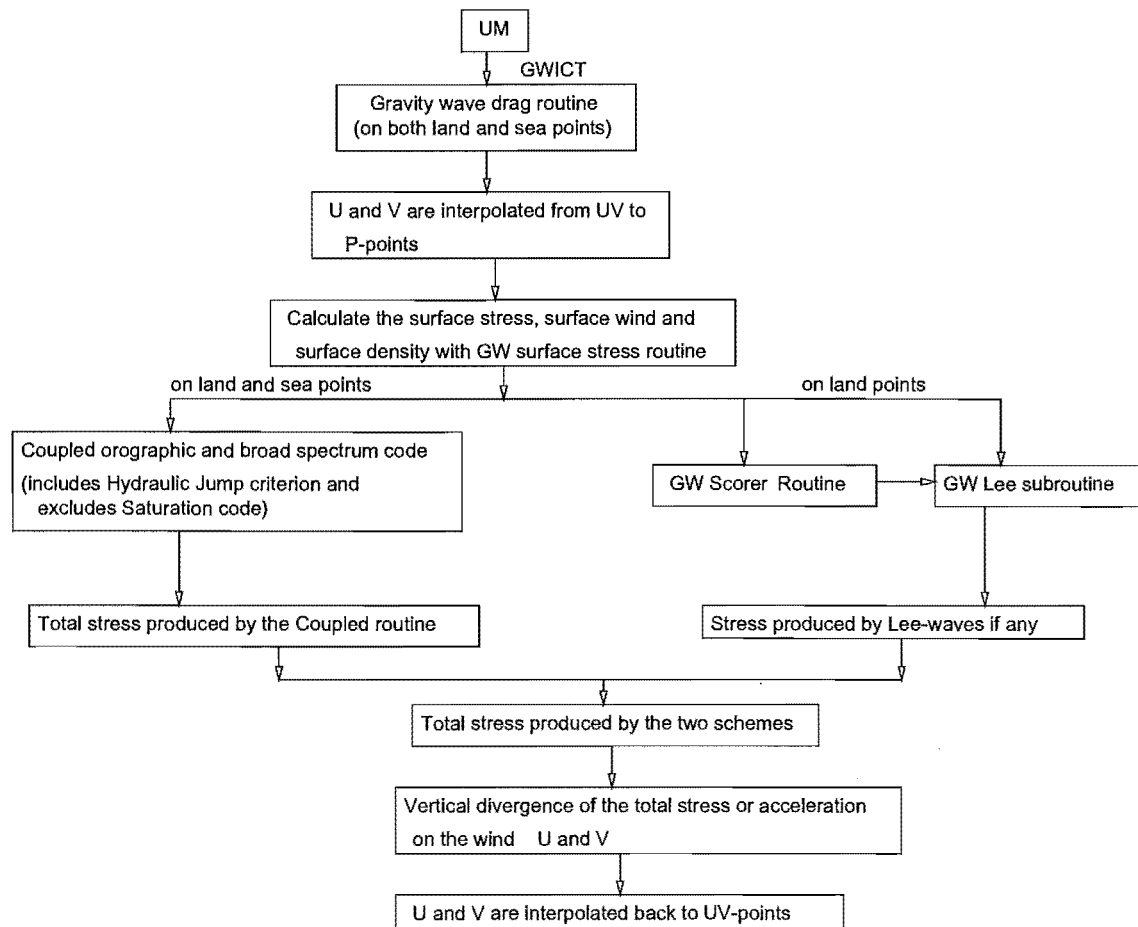 UM
GWICT
Gravity wave drag routine
(on both land and sea points)
U and V are interpolated from UV to
P-points
Calculate the surface stress, surface wind and
surface density with GW surface stress routine
on land and sea points
on land points
Coupled orographic and broad spectrum code
(includes Hydraulic Jump criterion and
excludes Saturation code)
GW Scorer Routine
GW Lee subroutine
Total stress produced by the Coupled routine
Stress produced by Lee-waves if any
Total stress produced by the two schemes
Vertical divergence of the total stress or acceleration
on the wind U and V
U and V are interpolated back to UV-points